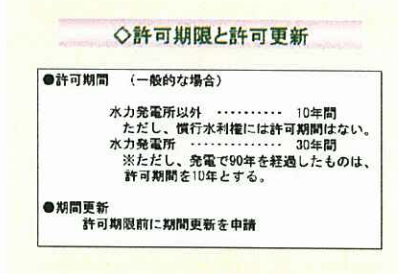 ◇許可期限と許可更新
●許可期間　（一般的な場合）
水力発電所以外 ·········· 10年間
ただし、慣行水利権には許可期間はない。
水力発電所 ·············· 30年間
※ただし、発電で90年を経過したものは、
許可期間を10年とする。
●期間更新
許可期限前に期間更新を申請